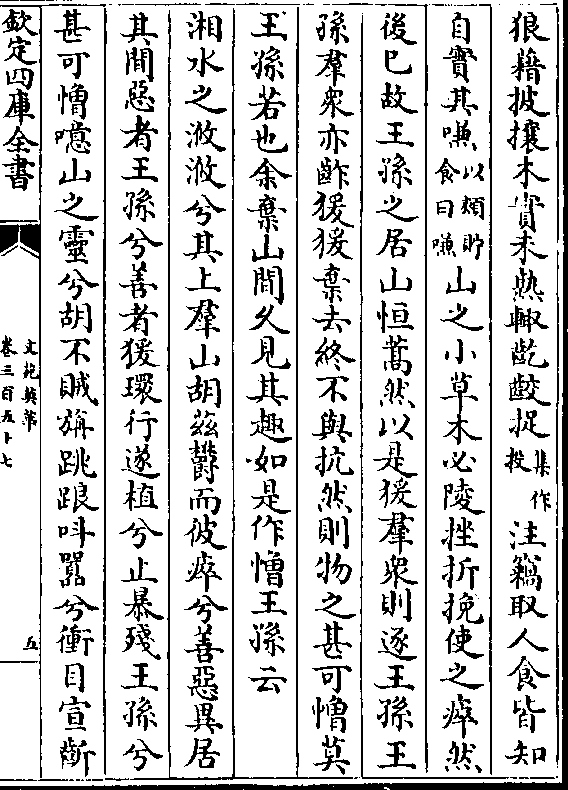 狼藉披攘木實未熟輙齕齩捉集作投注竊取人食皆知
自實其嗛以頰貯食曰嗛山之小草木必陵挫折挽使之瘁然
後已故王孫之居山恒蒿然以是猨羣衆則逐王孫王
孫羣衆亦齚猨猨棄去終不與抗然則物之甚可憎莫
王孫若也余棄山間久見其趣如是作憎王孫云
湘水之浟浟兮其上羣山胡兹鬱而彼瘁兮善惡異居
其間惡者王孫兮善者猨環行遂植兮止暴殘王孫兮
甚可憎噫山之靈兮胡不賊旃跳踉叫嚣兮衝目宣齗
欽定四庫全書
文苑英華
卷三百五十七
五